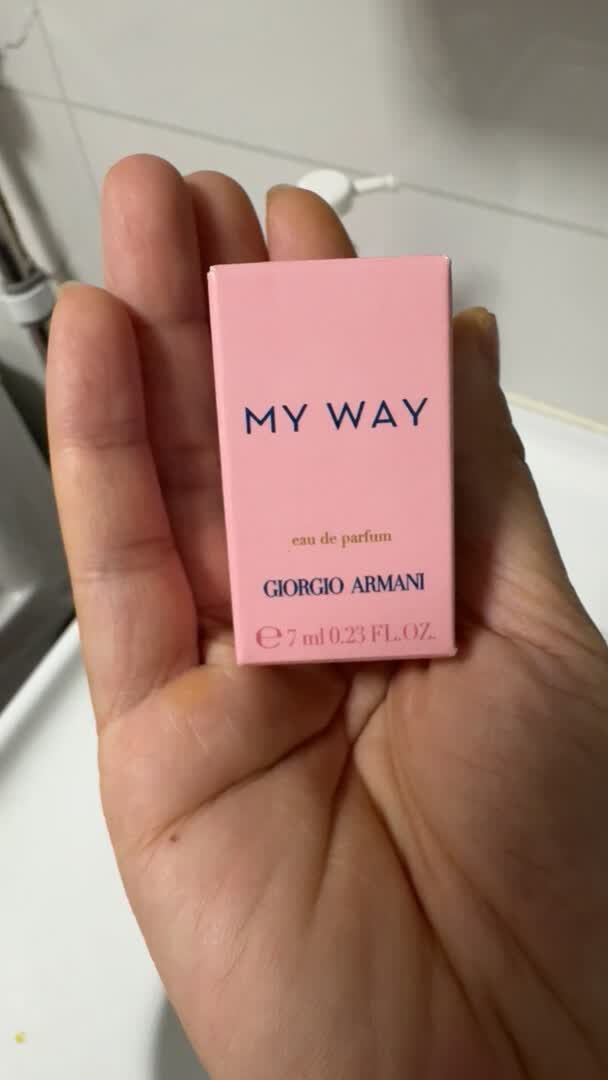 MY WAY
eau de parfum
GIORGIO ARMANI
℮ 7 ml 0.23 FL.OZ.